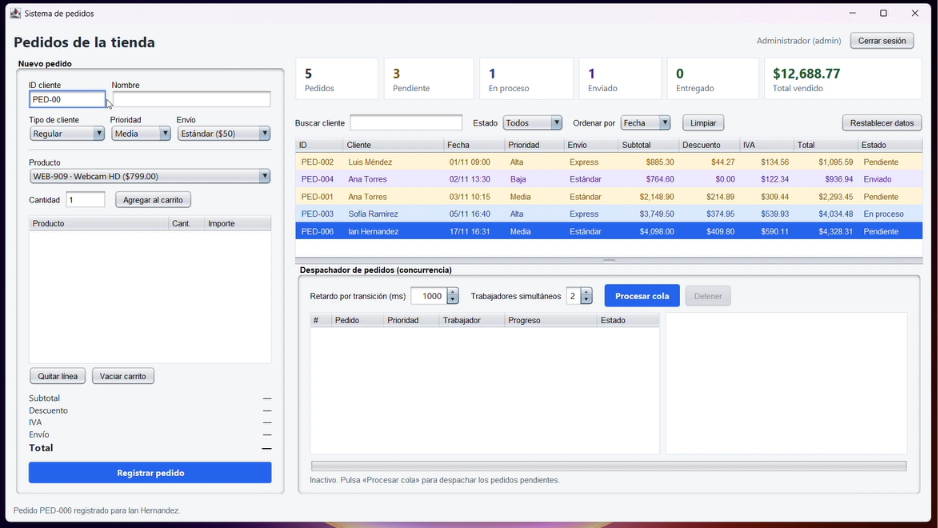 Sistema de pedidos
Pedidos de la tienda
Administrador (admin) Cerrar sesión
Nuevo pedido
ID cliente Nombre
PED-00
Tipo de cliente Prioridad Envío
Regular Media Estándar ($50)
Producto
WEB-909 - Webcam HD ($799.00)
Cantidad 1 Agregar al carrito
Producto Cant. Importe
Quitar línea Vaciar carrito
Subtotal —
Descuento —
IVA —
Envío —
Total —
Registrar pedido
Pedido PED-006 registrado para Ian Hernandez.
5 3 1 1 0 $12,688.77
Pedidos Pendiente En proceso Enviado Entregado Total vendido
Buscar cliente Estado Todos Ordenar por Fecha Limpiar Restablecer datos
ID Cliente Fecha Prioridad Envío Subtotal Descuento IVA Total Estado
PED-002 Luis Méndez 01/11 09:00 Alta Express $885.30 $44.27 $134.56 $1,095.59 Pendiente
PED-004 Ana Torres 02/11 13:30 Baja Estándar $764.60 $0.00 $122.34 $936.94 Enviado
PED-001 Ana Torres 03/11 10:15 Media Estándar $2,148.90 $214.89 $309.44 $2,293.45 Pendiente
PED-003 Sofía Ramírez 05/11 16:40 Alta Express $3,749.50 $374.95 $539.93 $4,034.48 En proceso
PED-006 Ian Hernandez 17/11 16:31 Media Estándar $4,098.00 $409.80 $590.11 $4,328.31 Pendiente
Despachador de pedidos (concurrencia)
Retardo por transición (ms) 1000 Trabajadores simultáneos 2 Procesar cola Detener
# Pedido Prioridad Trabajador Progreso Estado
Inactivo. Pulsa «Procesar cola» para despachar los pedidos pendientes.